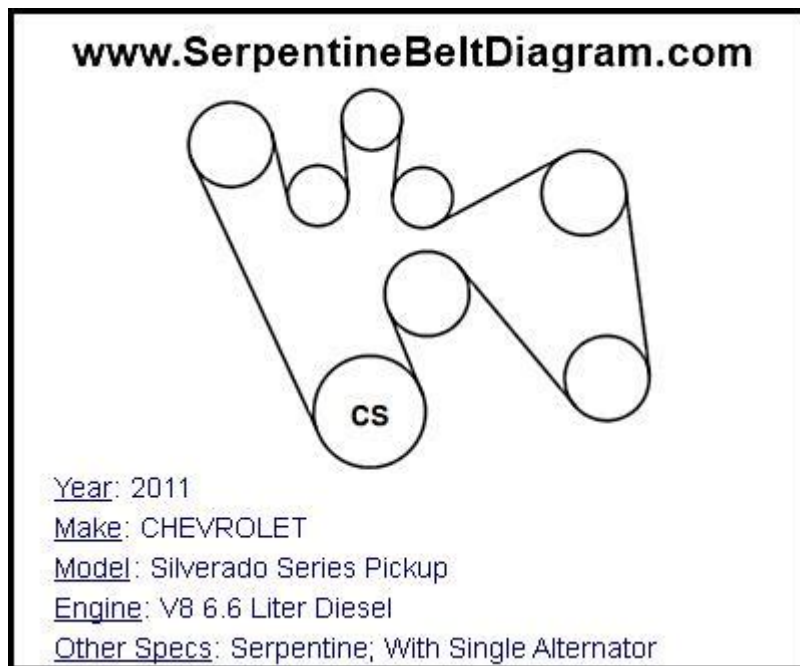 www.SerpentineBeltDiagram.com
CS
Year: 2011
Make: CHEVROLET
Model: Silverado Series Pickup
Engine: V8 6.6 Liter Diesel
Other Specs: Serpentine; With Single Alternator